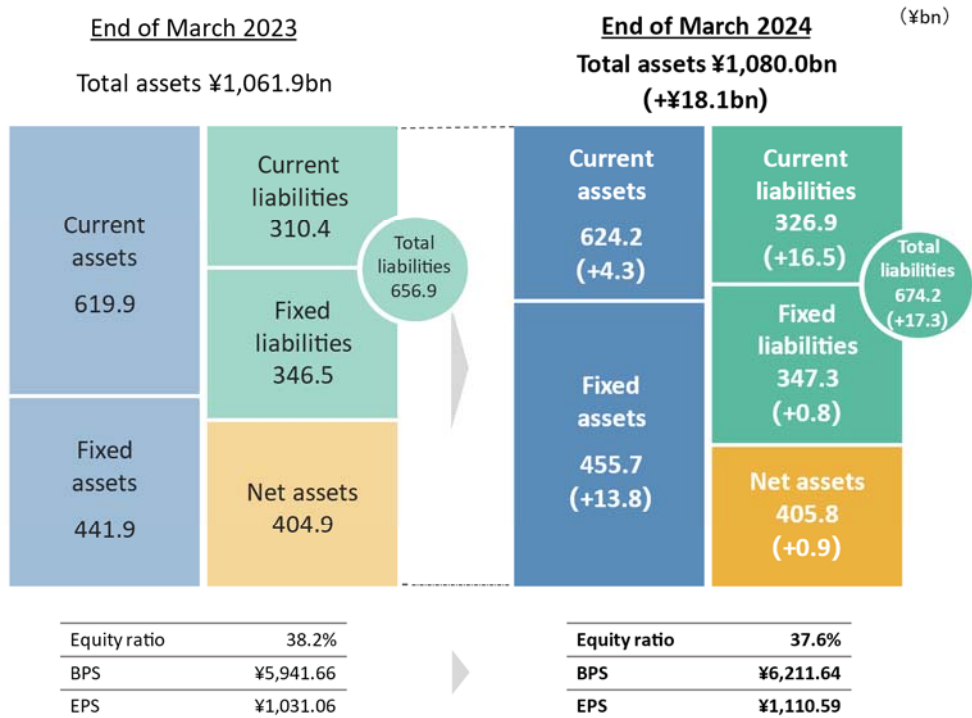 (¥bn)
End of March 2023
Total assets ¥1,061.9bn
Current
assets
619.9
Fixed
assets
441.9
Current
liabilities
310.4
Total
liabilities
656.9
Fixed
liabilities
346.5
Net assets
404.9
End of March 2024
Total assets ¥1,080.0bn
(+¥18.1bn)
Current
assets
624.2
(+4.3)
Fixed
assets
455.7
(+13.8)
Current
liabilities
326.9
(+16.5)
Total
liabilities
674.2
(+17.3)
Fixed
liabilities
347.3
(+0.8)
Net assets
405.8
(+0.9)
Equity ratio 38.2%
BPS ¥5,941.66
EPS ¥1,031.06
Equity ratio 37.6%
BPS ¥6,211.64
EPS ¥1,110.59